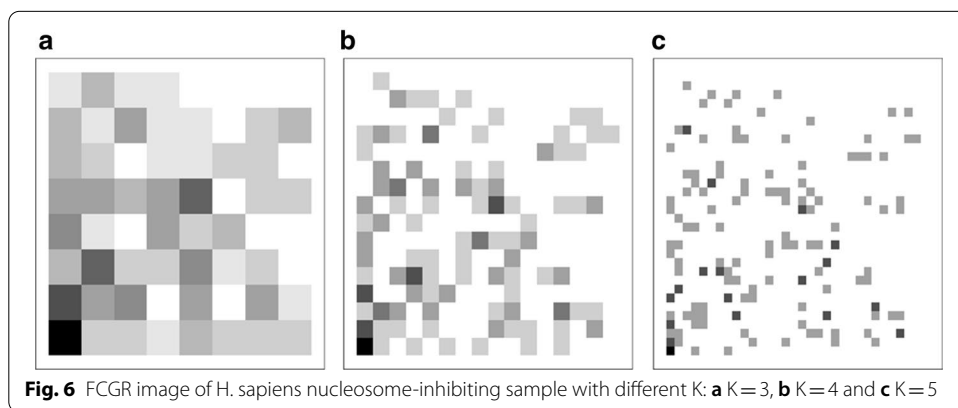 a b c
Fig. 6 FCGR image of H. sapiens nucleosome-inhibiting sample with different K: a K=3, b K=4 and c K=5